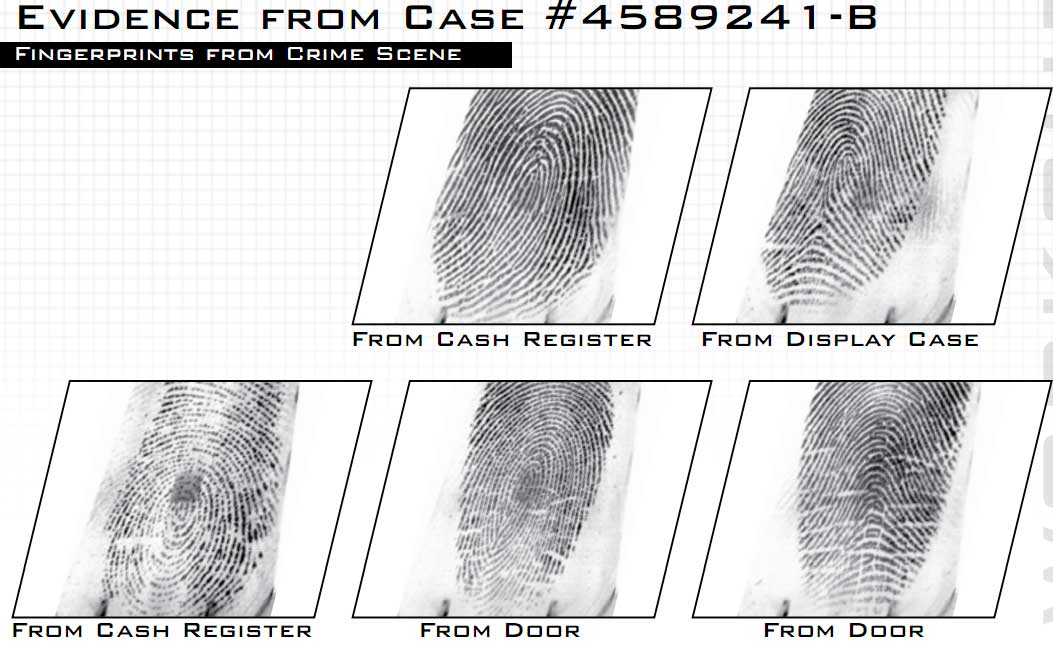 Evidence from Case #4589241-B
Fingerprints from Crime Scene
From Cash Register
From Display Case
From Cash Register
From Door
From Door